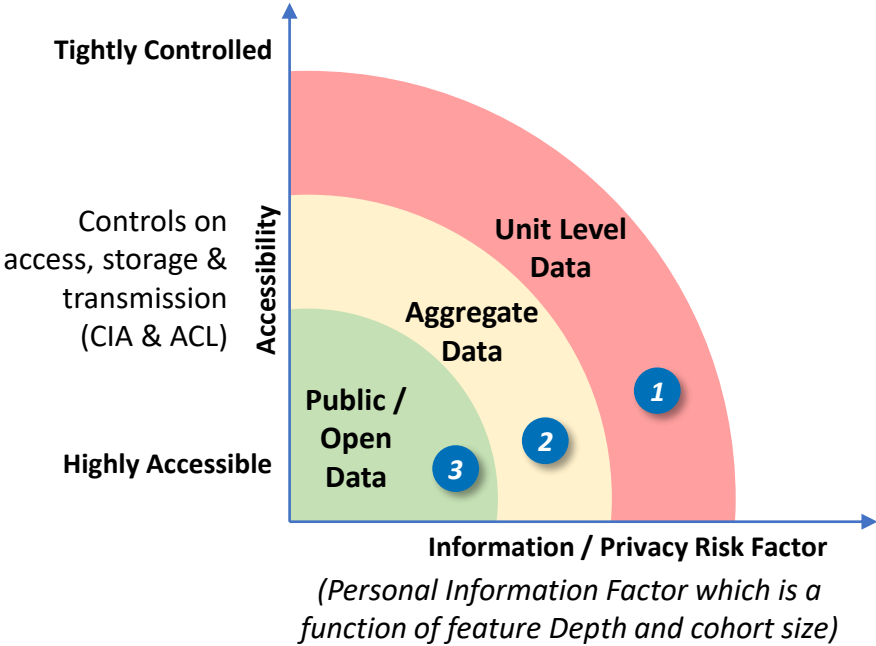 Tightly Controlled
Controls on
access, storage &
transmission
(CIA & ACL)
Accessibility
Highly Accessible
Unit Level
Data
Aggregate
Data
Public /
Open
Data
1
2
3
Information / Privacy Risk Factor
(Personal Information Factor which is a
function of feature Depth and cohort size)